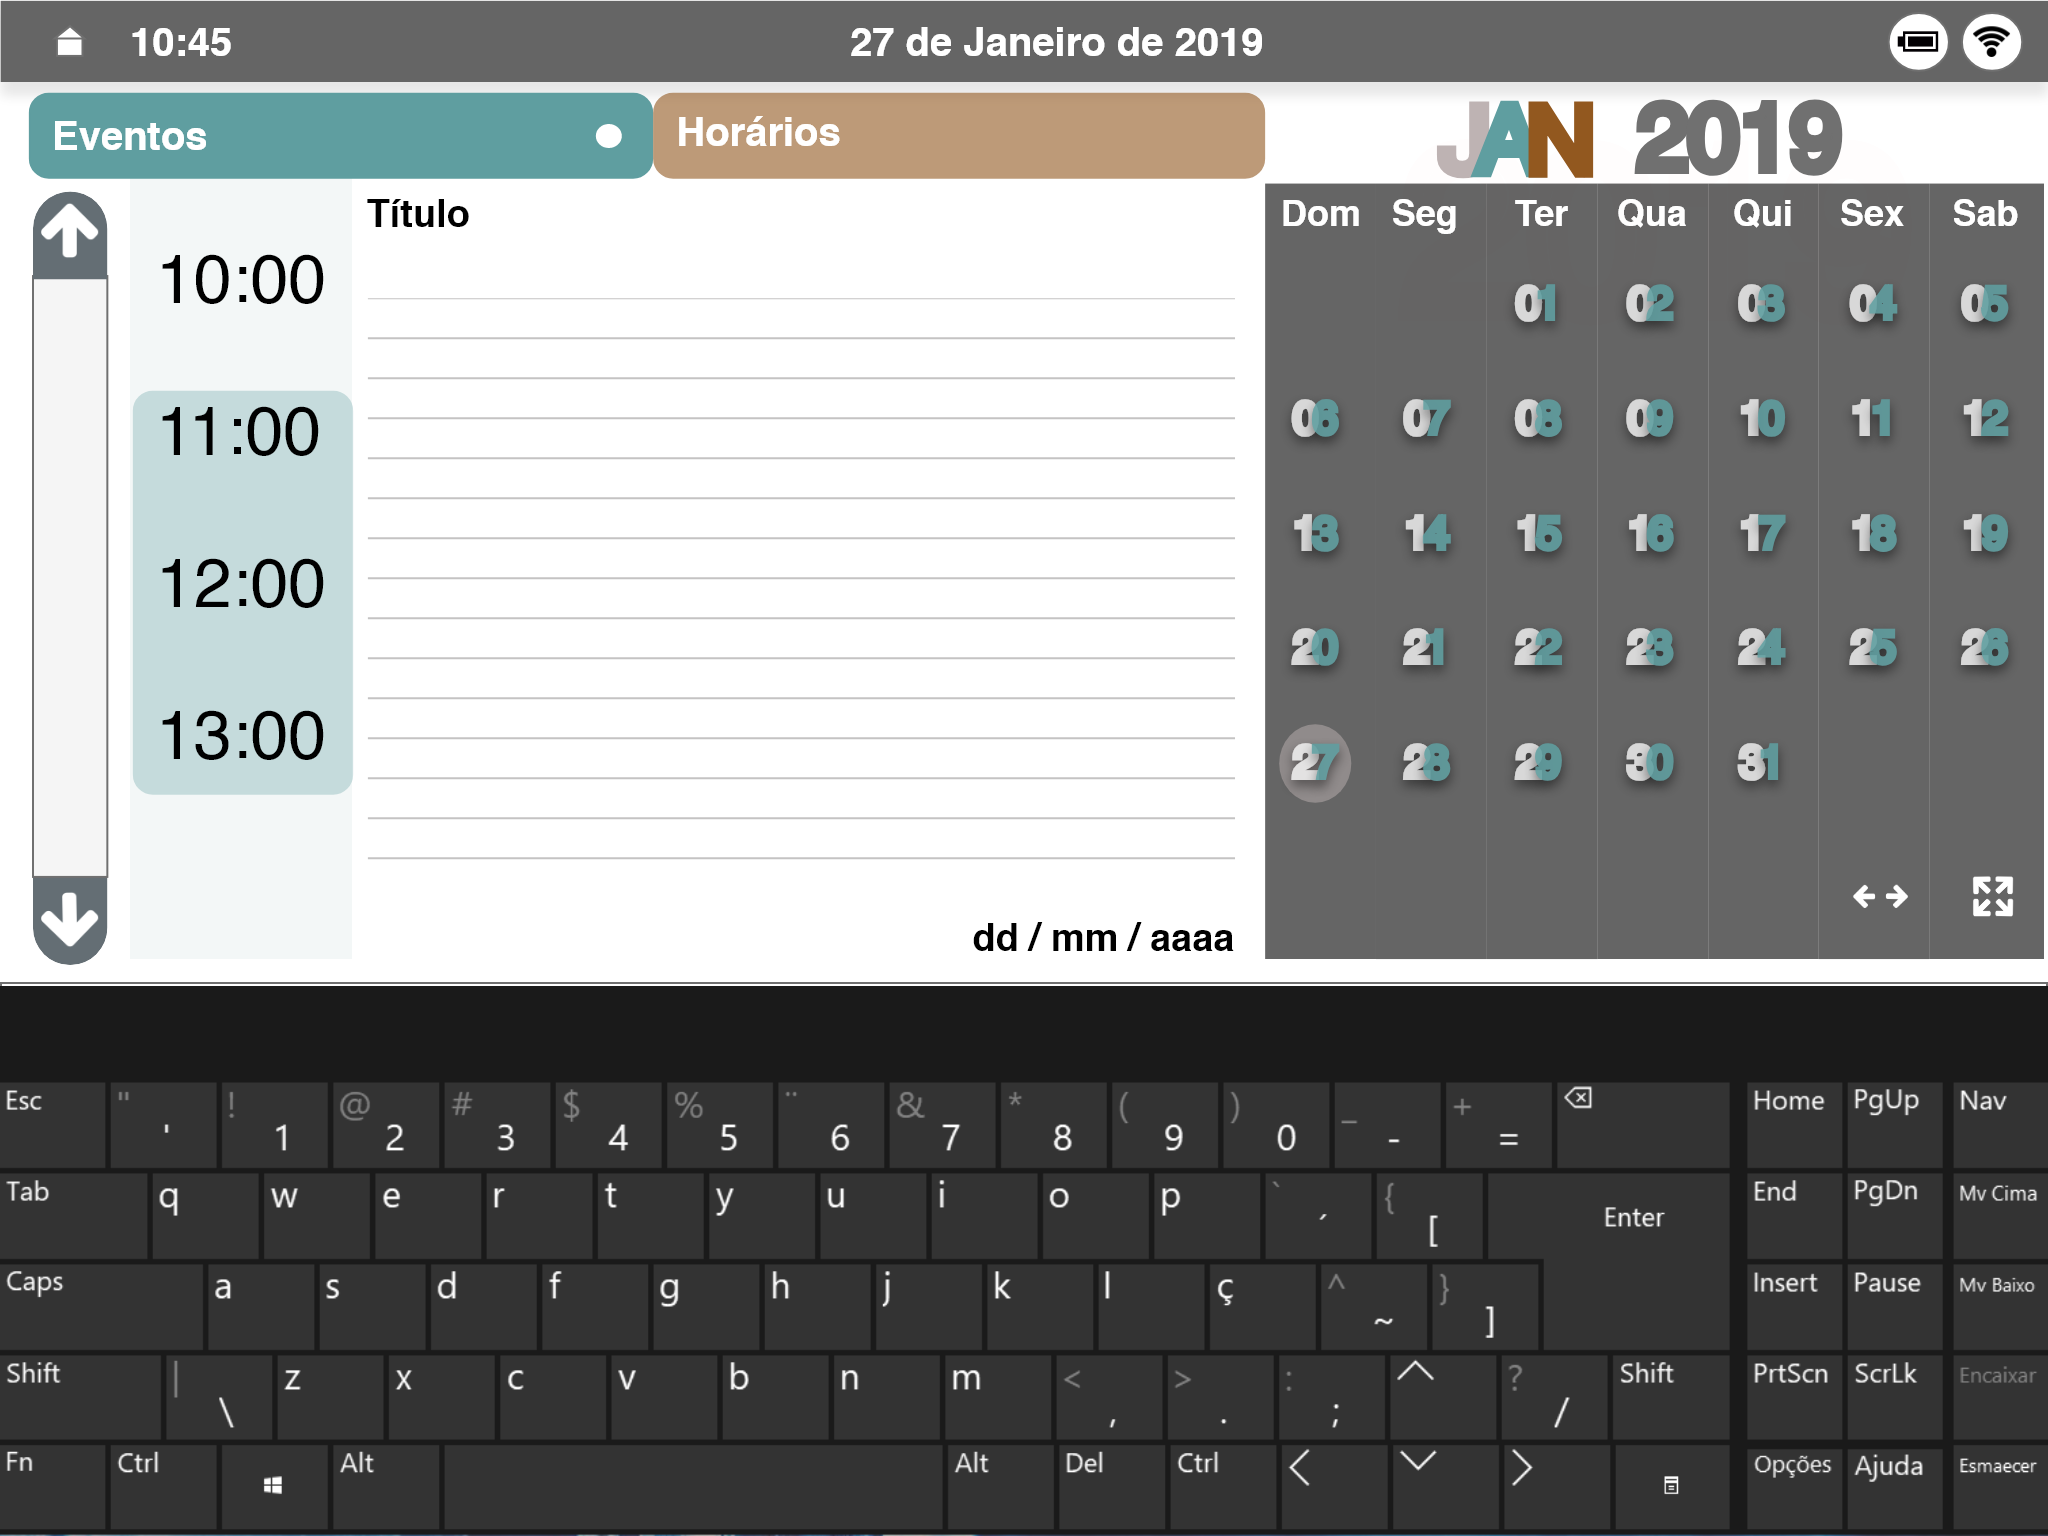 10:45
27 de Janeiro de 2019
Eventos
Horários
JAN 2019
Título
Dom Seg Ter Qua Qui Sex Sab
10:00
11:00
12:00
13:00
01 02 03 04 05
06 07 08 09 10 11 12
13 14 15 16 17 18 19
20 21 22 23 24 25 26
27 28 29 30 31
dd / mm / aaaa
Esc " ' ! 1 @ 2 # 3 $ 4 % 5 ¨ 6 & 7 * 8 ( 9 ) 0 _ - + = Home PgUp Nav
Tab q w e r t y u i o p ` ´ { [ Enter End PgDn Mv Cima
Caps a s d f g h j k l ç ^ ~ } ] Insert Pause Mv Baixo
Shift | \ z x c v b n m < , > . : ; ? / Shift PrtScn ScrLk Encaixar
Fn Ctrl Alt Alt Del Ctrl Opções Ajuda Esmaecer